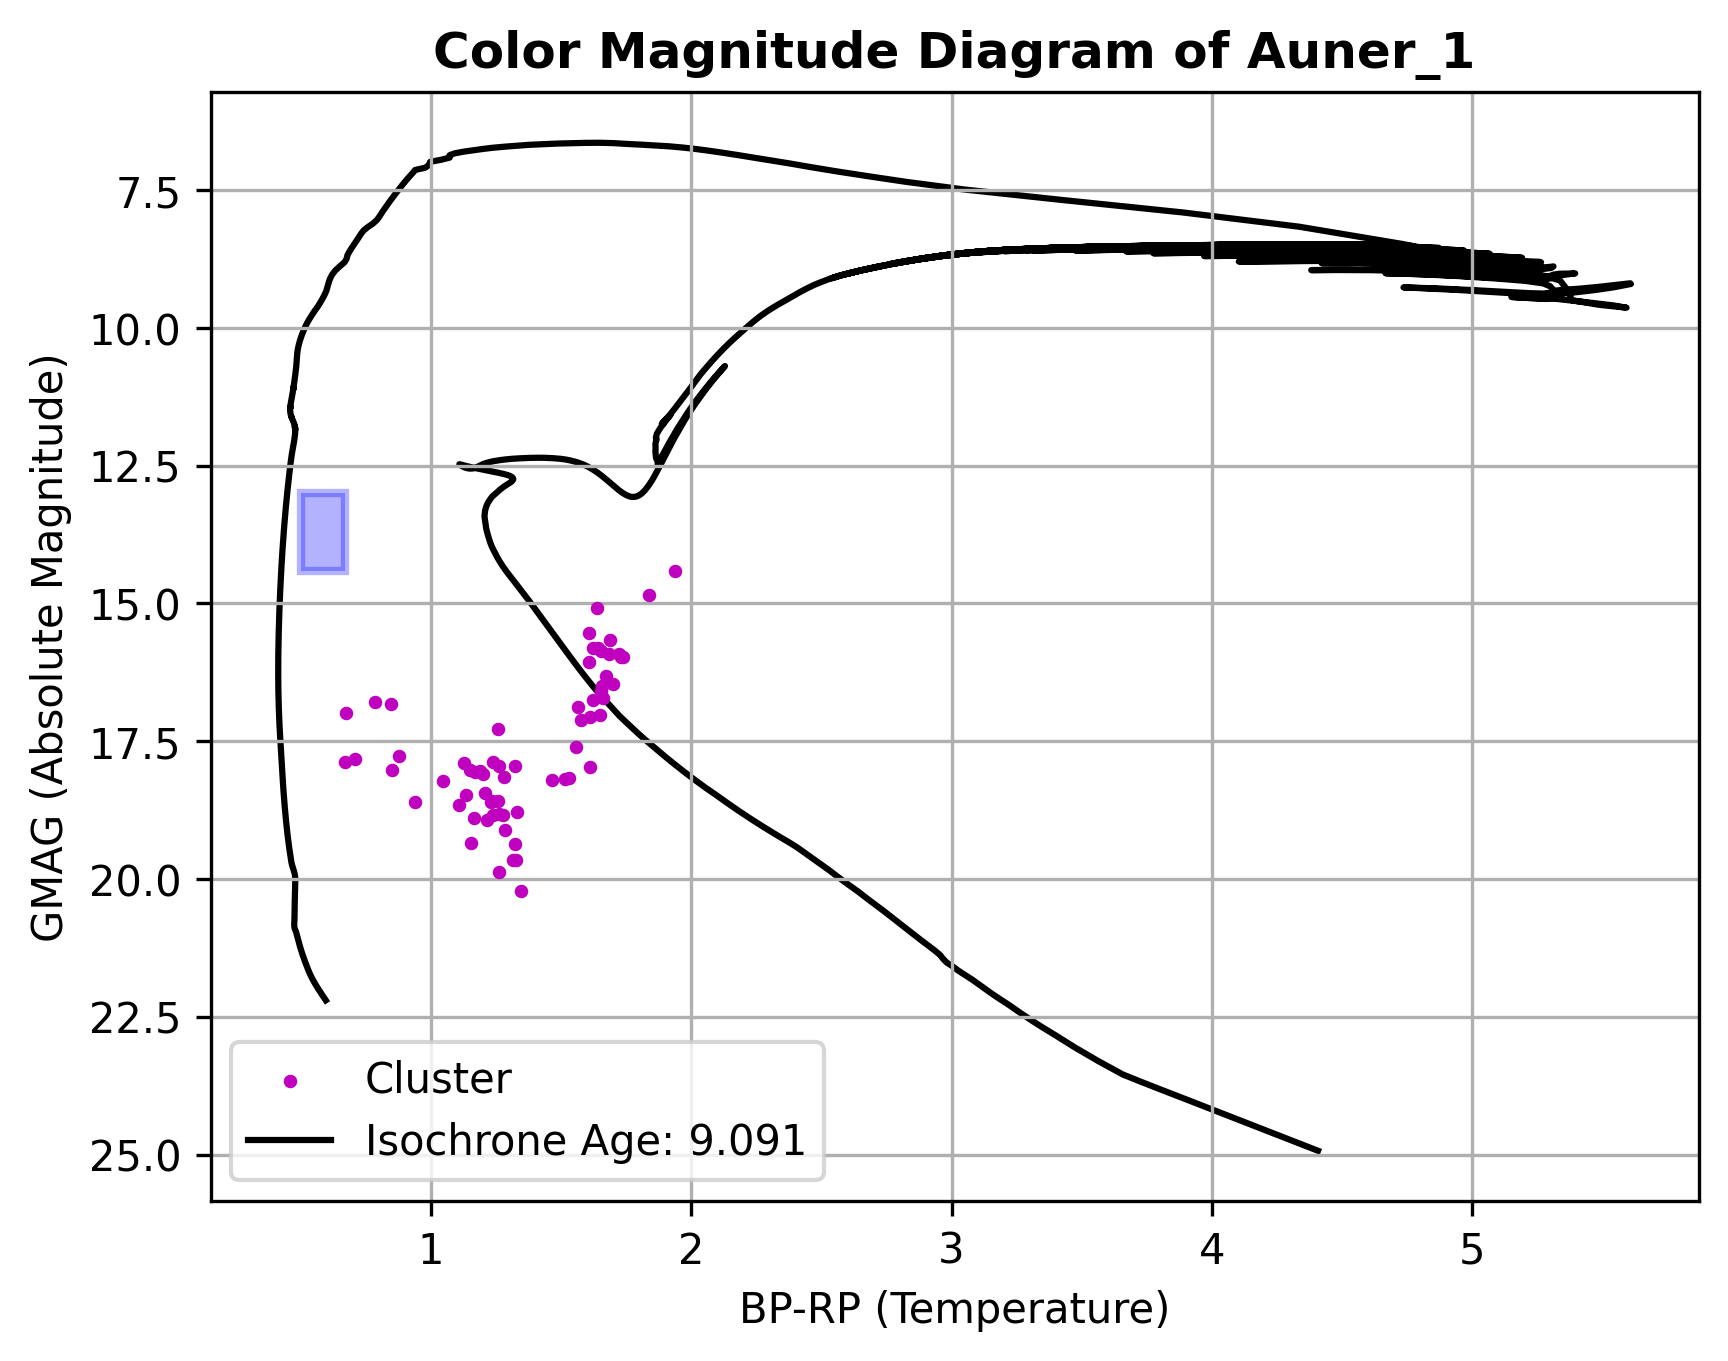 Color Magnitude Diagram of Auner_1
GMAG (Absolute Magnitude)
7.5
10.0
12.5
15.0
17.5
20.0
22.5
25.0
Cluster
Isochrone Age: 9.091
1 2 3 4 5
BP-RP (Temperature)